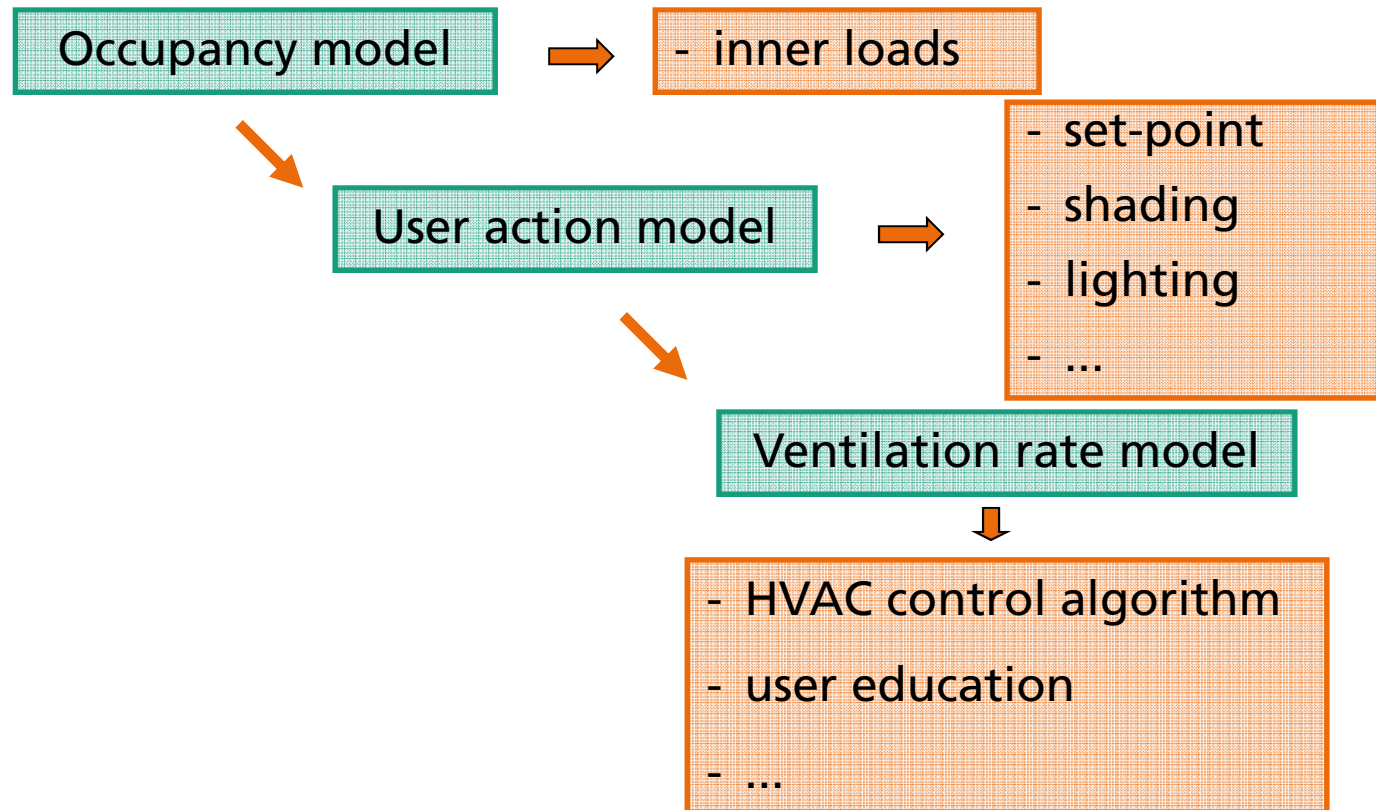 Occupancy model
- inner loads
- set-point
- shading
- lighting
- ...
User action model
Ventilation rate model
- HVAC control algorithm
- user education
- ...